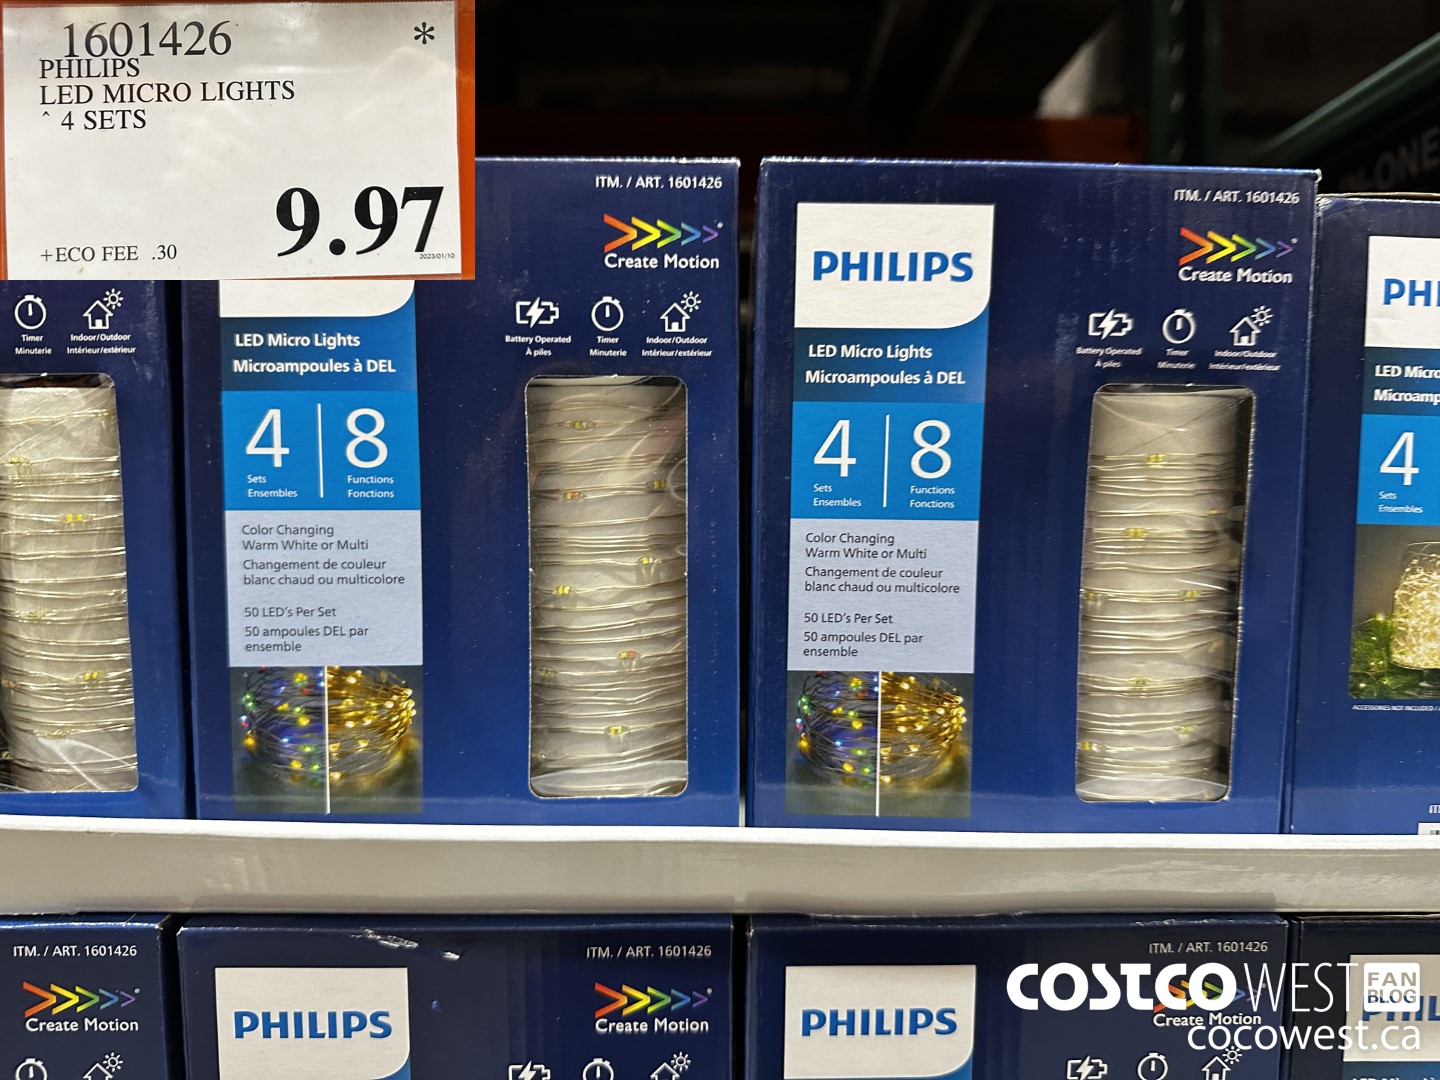 1601426 *
PHILIPS
LED MICRO LIGHTS
^ 4 SETS
9.97
+ECO FEE .30
2023/01/10
Timer
Minuterie
Indoor/Outdoor
Intérieur/extérieur
ITM. / ART. 1601426
Create Motion
Battery Operated
À piles
Timer
Minuterie
Indoor/Outdoor
Intérieur/extérieur
LED Micro Lights
Microampoules à DEL
4
Sets
Ensembles
8
Functions
Fonctions
Color Changing
Warm White or Multi
Changement de couleur
blanc chaud ou multicolore
50 LED's Per Set
50 ampoules DEL par
ensemble
ITM. / ART. 1601426
PHILIPS
Create Motion
Battery Operated
À piles
Timer
Minuterie
Indoor/Outdoor
Intérieur/extérieur
LED Micro Lights
Microampoules à DEL
4
Sets
Ensembles
8
Functions
Fonctions
Color Changing
Warm White or Multi
Changement de couleur
blanc chaud ou multicolore
50 LED's Per Set
50 ampoules DEL par
ensemble
PHI
LED Micro
Microamp
4
Sets
Ensembles
ACCESSORIES NOT INCLUDED /
ITM. / ART. 1601426
Create Motion
ITM. / ART. 1601426
PHILIPS
Create Motion
ITM. / ART. 1601426
PHILIPS
Create Motion
COSTCO WEST FAN BLOG
cocowest.ca